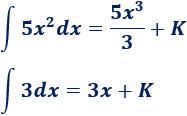 ∫ 5x²dx = 5x³/3 + K
∫ 3dx = 3x + K